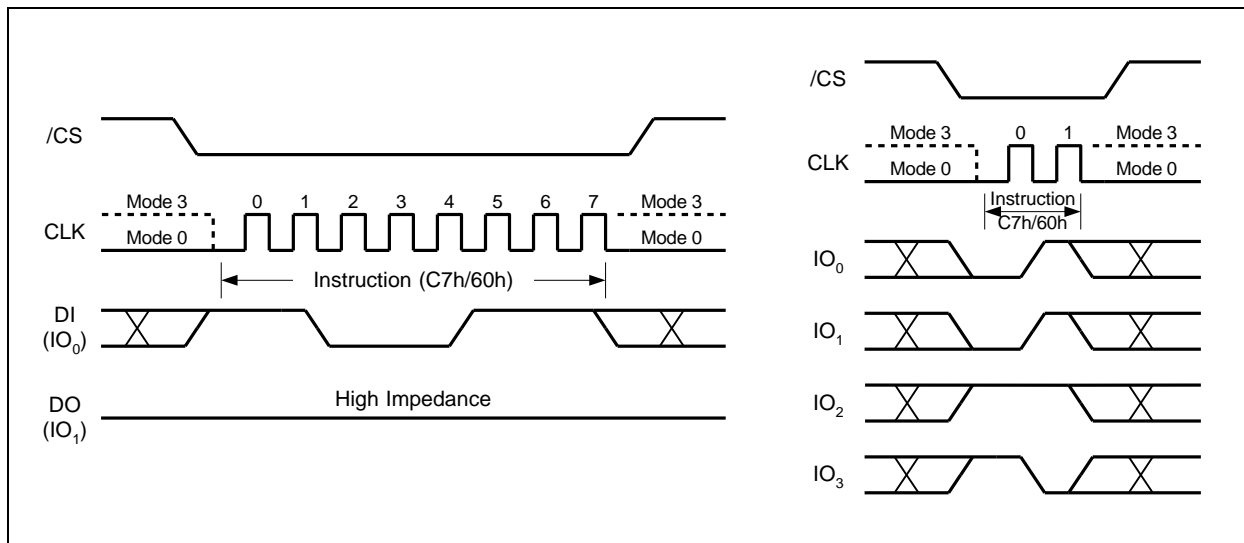 /CS
Mode 3
0 1 2 3 4 5 6 7
Mode 3
CLK
Mode 0
Mode 0
Instruction (C7h/60h)
DI
(IO0)
High Impedance
DO
(IO1)
/CS
Mode 3
0 1
Mode 3
CLK
Mode 0
Mode 0
Instruction
C7h/60h
IO0
IO1
IO2
IO3